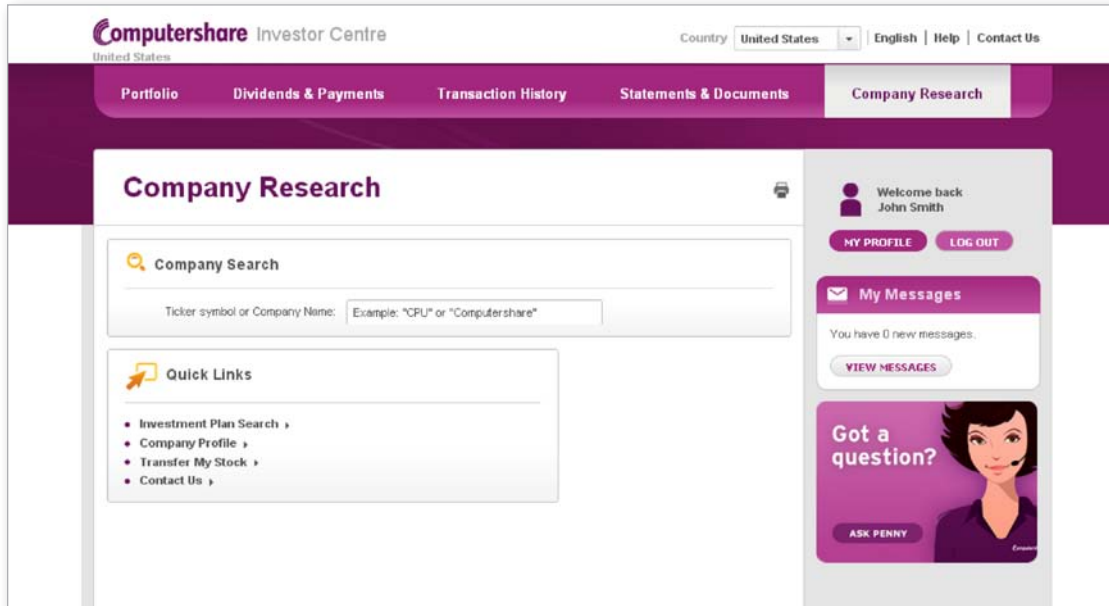 Computershare Investor Centre
United States
Country United States | English | Help | Contact Us
Portfolio Dividends & Payments Transaction History Statements & Documents Company Research
Company Research
Welcome back
John Smith
MY PROFILE LOG OUT
Company Search
Ticker symbol or Company Name: Example: "CPU" or "Computershare"
My Messages
You have 0 new messages.
VIEW MESSAGES
Quick Links
Investment Plan Search
Company Profile
Transfer My Stock
Contact Us
Got a
question?
ASK PENNY